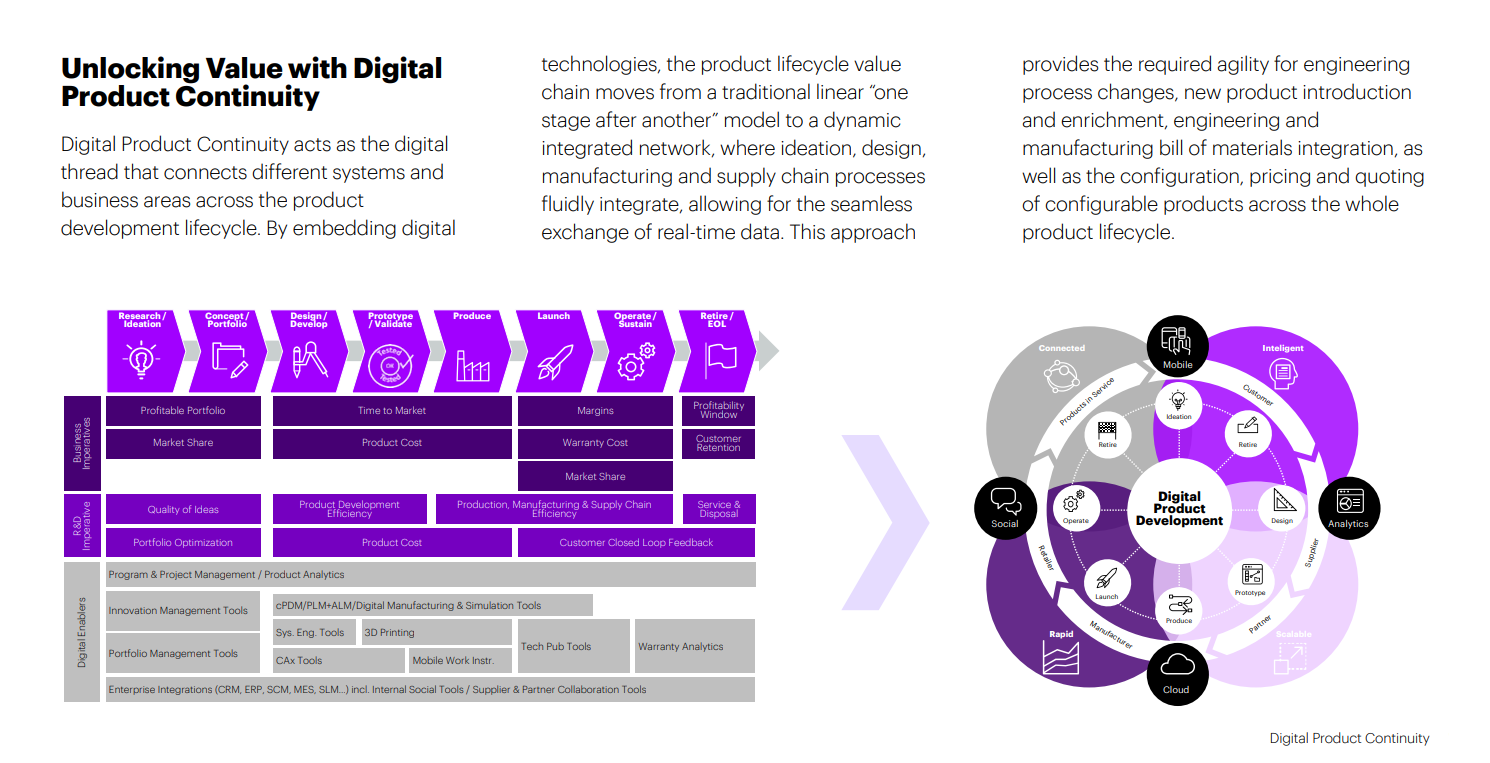 Unlocking Value with Digital
Product Continuity
Digital Product Continuity acts as the digital
thread that connects different systems and
business areas across the product
development lifecycle. By embedding digital
technologies, the product lifecycle value
chain moves from a traditional linear “one
stage after another” model to a dynamic
integrated network, where ideation, design,
manufacturing and supply chain processes
fluidly integrate, allowing for the seamless
exchange of real-time data. This approach
provides the required agility for engineering
process changes, new product introduction
and enrichment, engineering and
manufacturing bill of materials integration, as
well as the configuration, pricing and quoting
of configurable products across the whole
product lifecycle.
Research /
Ideation
Concept /
Portfolio
Design /
Develop
Prototype
/ Validate
Tested
OK
Tested
Produce
Launch
Operate /
Sustain
Retire /
EOL
Business
Imperatives
Profitable Portfolio
Time to Market
Margins
Profitability
Window
Market Share
Product Cost
Warranty Cost
Customer
Retention
Market Share
R&D
Imperative
Quality of Ideas
Product Development
Efficiency
Production, Manufacturing & Supply Chain
Efficiency
Service &
Disposal
Portfolio Optimization
Product Cost
Customer Closed Loop Feedback
Digital Enablers
Program & Project Management / Product Analytics
Innovation Management Tools
cPDM/PLM+ALM/Digital Manufacturing & Simulation Tools
Sys. Eng. Tools
3D Printing
Tech Pub Tools
Warranty Analytics
Portfolio Management Tools
CAx Tools
Mobile Work Instr.
Enterprise Integrations (CRM, ERP, SCM, MES, SLM...) incl. Internal Social Tools / Supplier & Partner Collaboration Tools
Connected
Mobile
Inteligent
Products in Service
Customer
Ideation
Retire
Retire
Social
Operate
Digital
Product
Development
Design
Analytics
Retailer
Supplier
Launch
Prototype
Produce
Manufacturer
Partner
Rapid
Scalable
Cloud
Digital Product Continuity